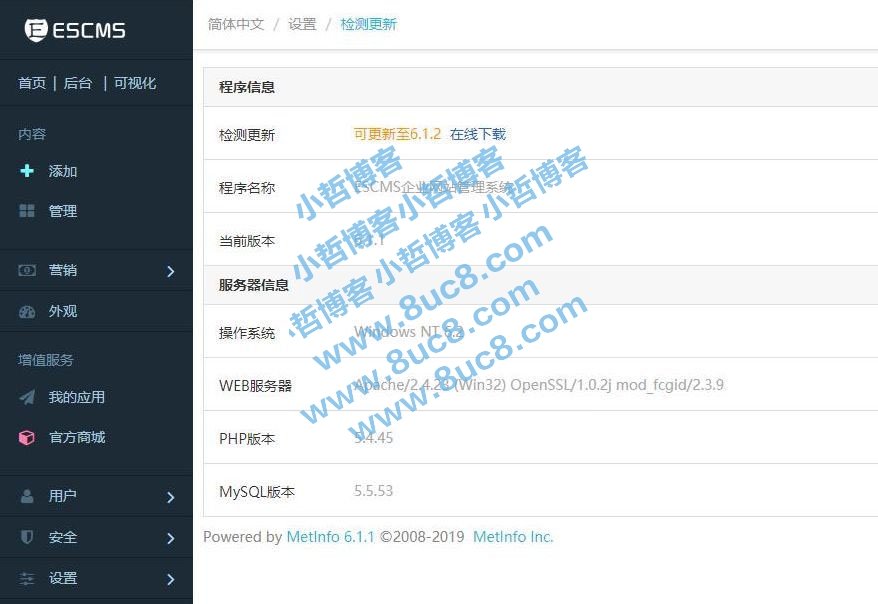 ESCMS
简体中文 / 设置 / 检测更新
首页 | 后台 | 可视化
内容
添加
管理
营销
外观
增值服务
我的应用
官方商城
用户
安全
设置
程序信息
检测更新 可更新至6.1.2 在线下载
程序名称 ESCMS企业网站管理系统
当前版本 6.1.1
服务器信息
操作系统 Windows NT 6.2
WEB服务器 Apache/2.4.23 (Win32) OpenSSL/1.0.2j mod_fcgid/2.3.9
PHP版本 5.4.45
MySQL版本 5.5.53
Powered by MetInfo 6.1.1 ©2008-2019 MetInfo Inc.
小哲博客小哲博客
小哲博客小哲博客小哲博客
哲博客
www.8uc8.com
www.8uc8.com
www.8uc8.com